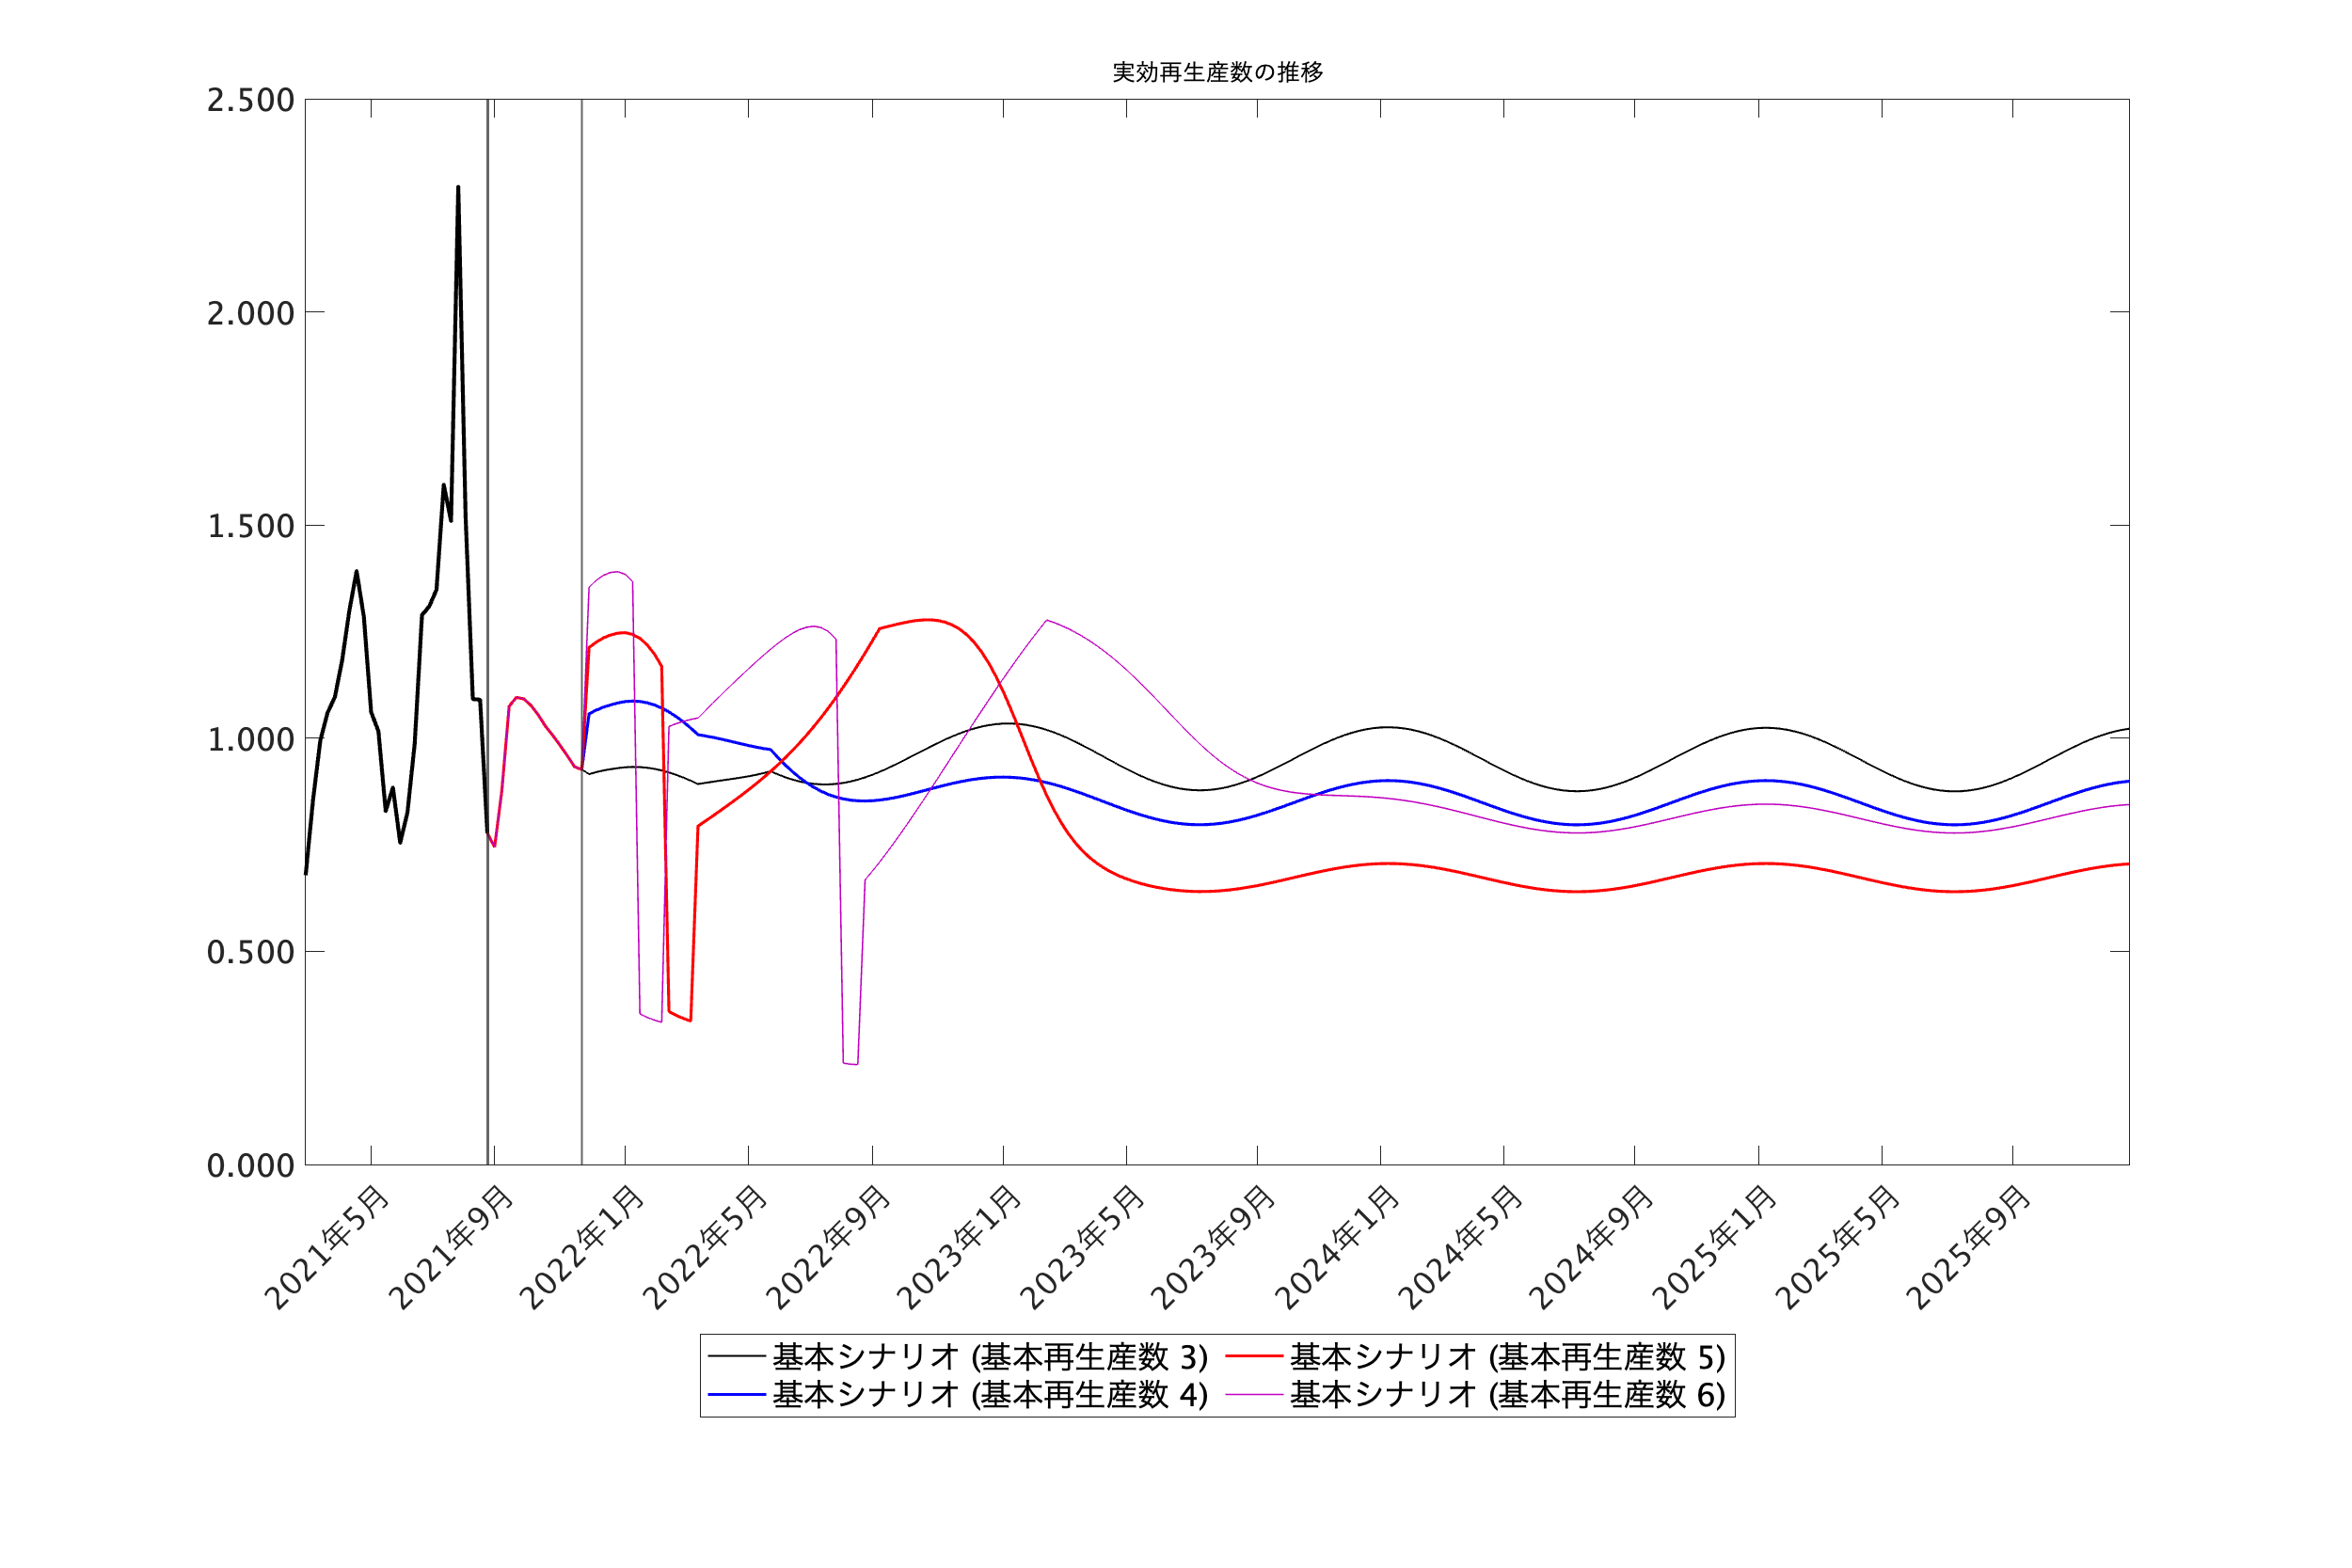 実効再生産数の推移
2.500
2.000
1.500
1.000
0.500
0.000
2021年5月
2021年9月
2022年1月
2022年5月
2022年9月
2023年1月
2023年5月
2023年9月
2024年1月
2024年5月
2024年9月
2025年1月
2025年5月
2025年9月
基本シナリオ (基本再生産数 3)
基本シナリオ (基本再生産数 4)
基本シナリオ (基本再生産数 5)
基本シナリオ (基本再生産数 6)